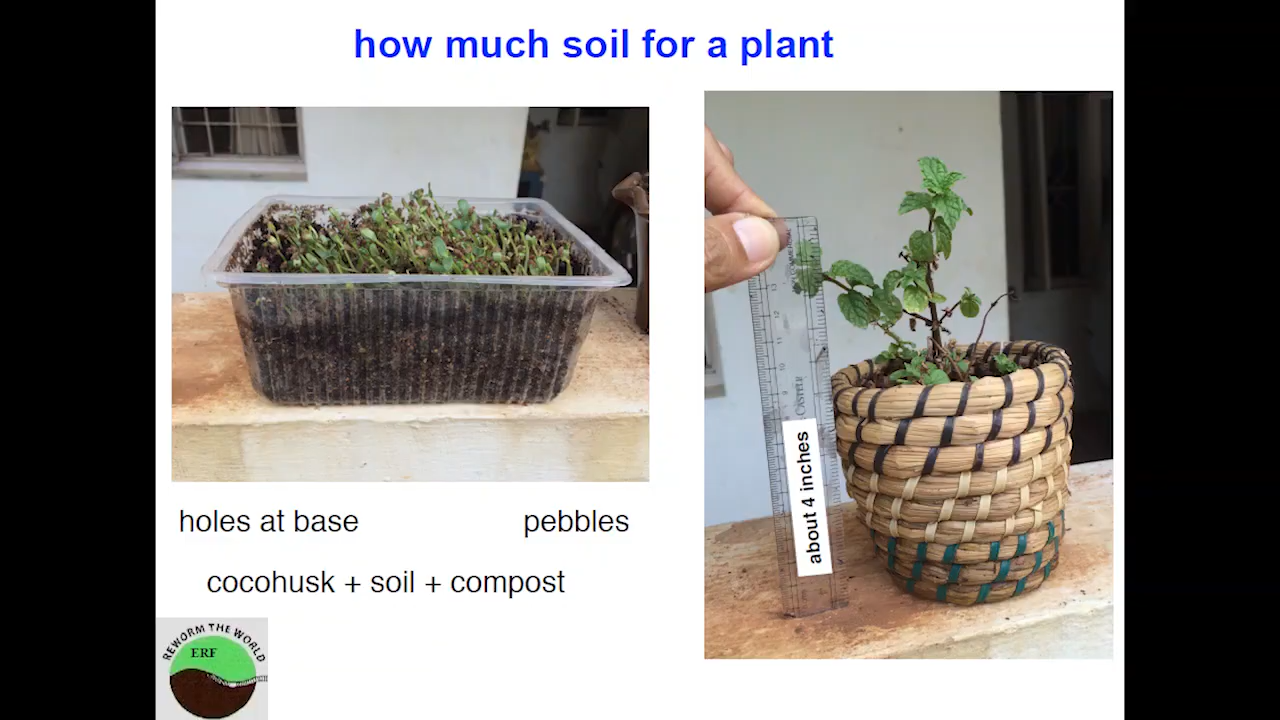 how much soil for a plant
about 4 inches
holes at base
pebbles
cocohusk + soil + compost
REWORM THE WORLD
ERF